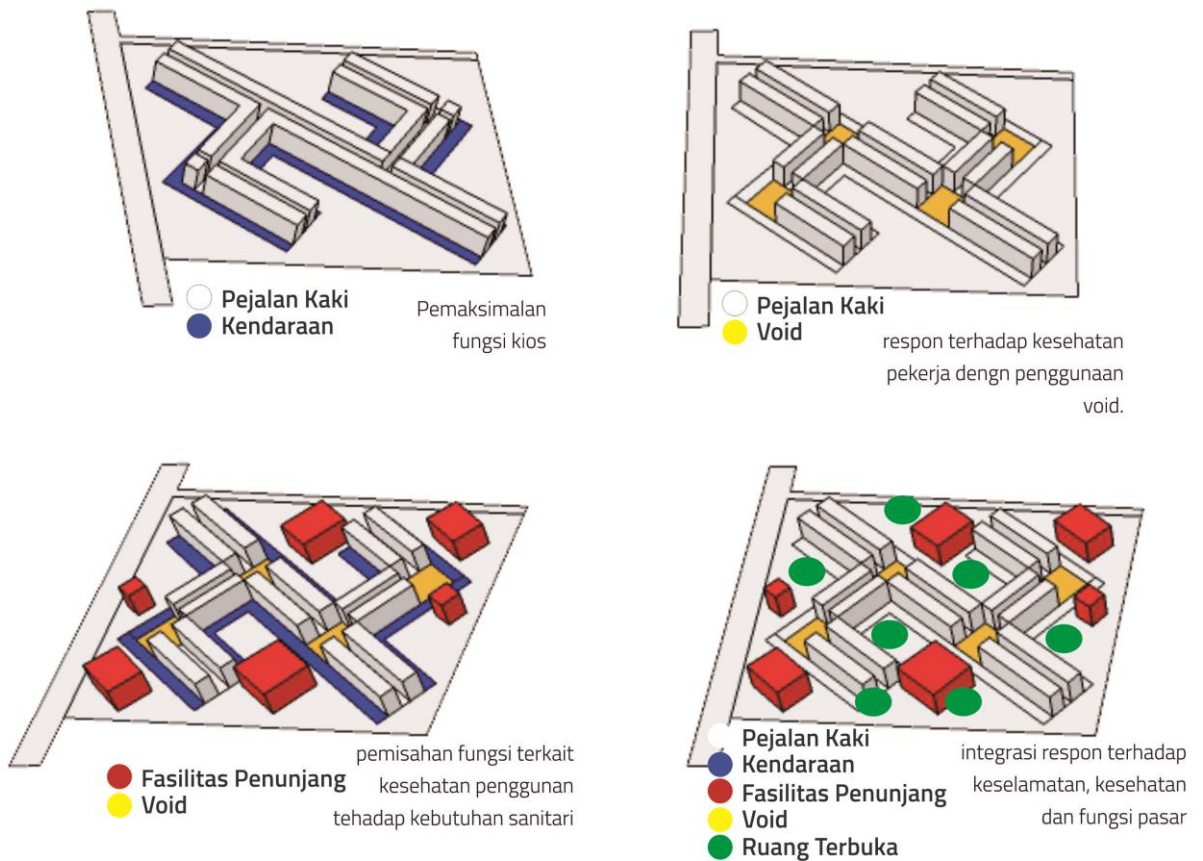 Pejalan Kaki
Kendaraan
Pemaksimalan
fungsi kios
Pejalan Kaki
Void
respon terhadap kesehatan
pekerja dengn penggunaan
void.
Fasilitas Penunjang
Void
pemisahan fungsi terkait
kesehatan penggunan
tehadap kebutuhan sanitari
Pejalan Kaki
Kendaraan
Fasilitas Penunjang
Void
Ruang Terbuka
integrasi respon terhadap
keselamatan, kesehatan
dan fungsi pasar